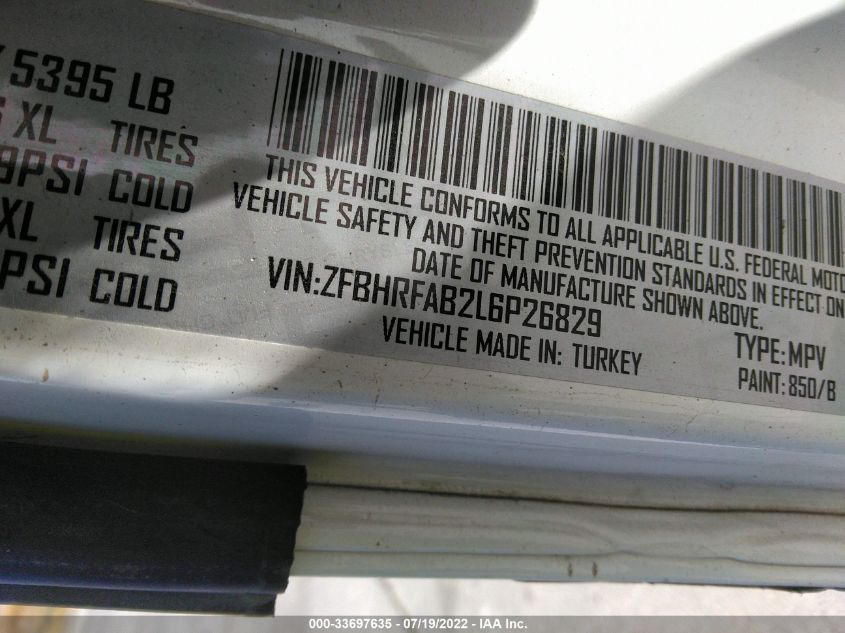 5395 LB
XL TIRES
9PSI COLD
XL TIRES
PSI COLD
THIS VEHICLE CONFORMS TO ALL APPLICABLE U.S. FEDERAL MOTO
VEHICLE SAFETY AND THEFT PREVENTION STANDARDS IN EFFECT ON
DATE OF MANUFACTURE SHOWN ABOVE.
VIN:ZFBHRFAB2L6P26829
TYPE:MPV
VEHICLE MADE IN: TURKEY
PAINT: 850/B
000-33697635 - 07/19/2022 - IAA Inc.